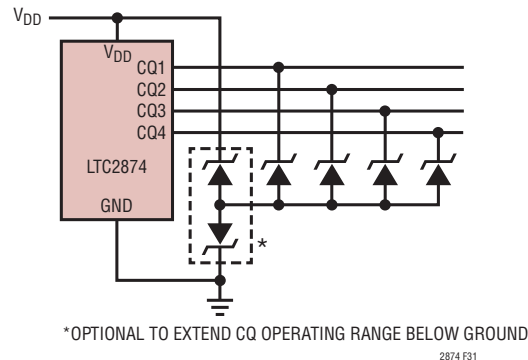 VDD
VDD
CQ1
CQ2
CQ3
CQ4
LTC2874
GND
*
*OPTIONAL TO EXTEND CQ OPERATING RANGE BELOW GROUND
2874 F31